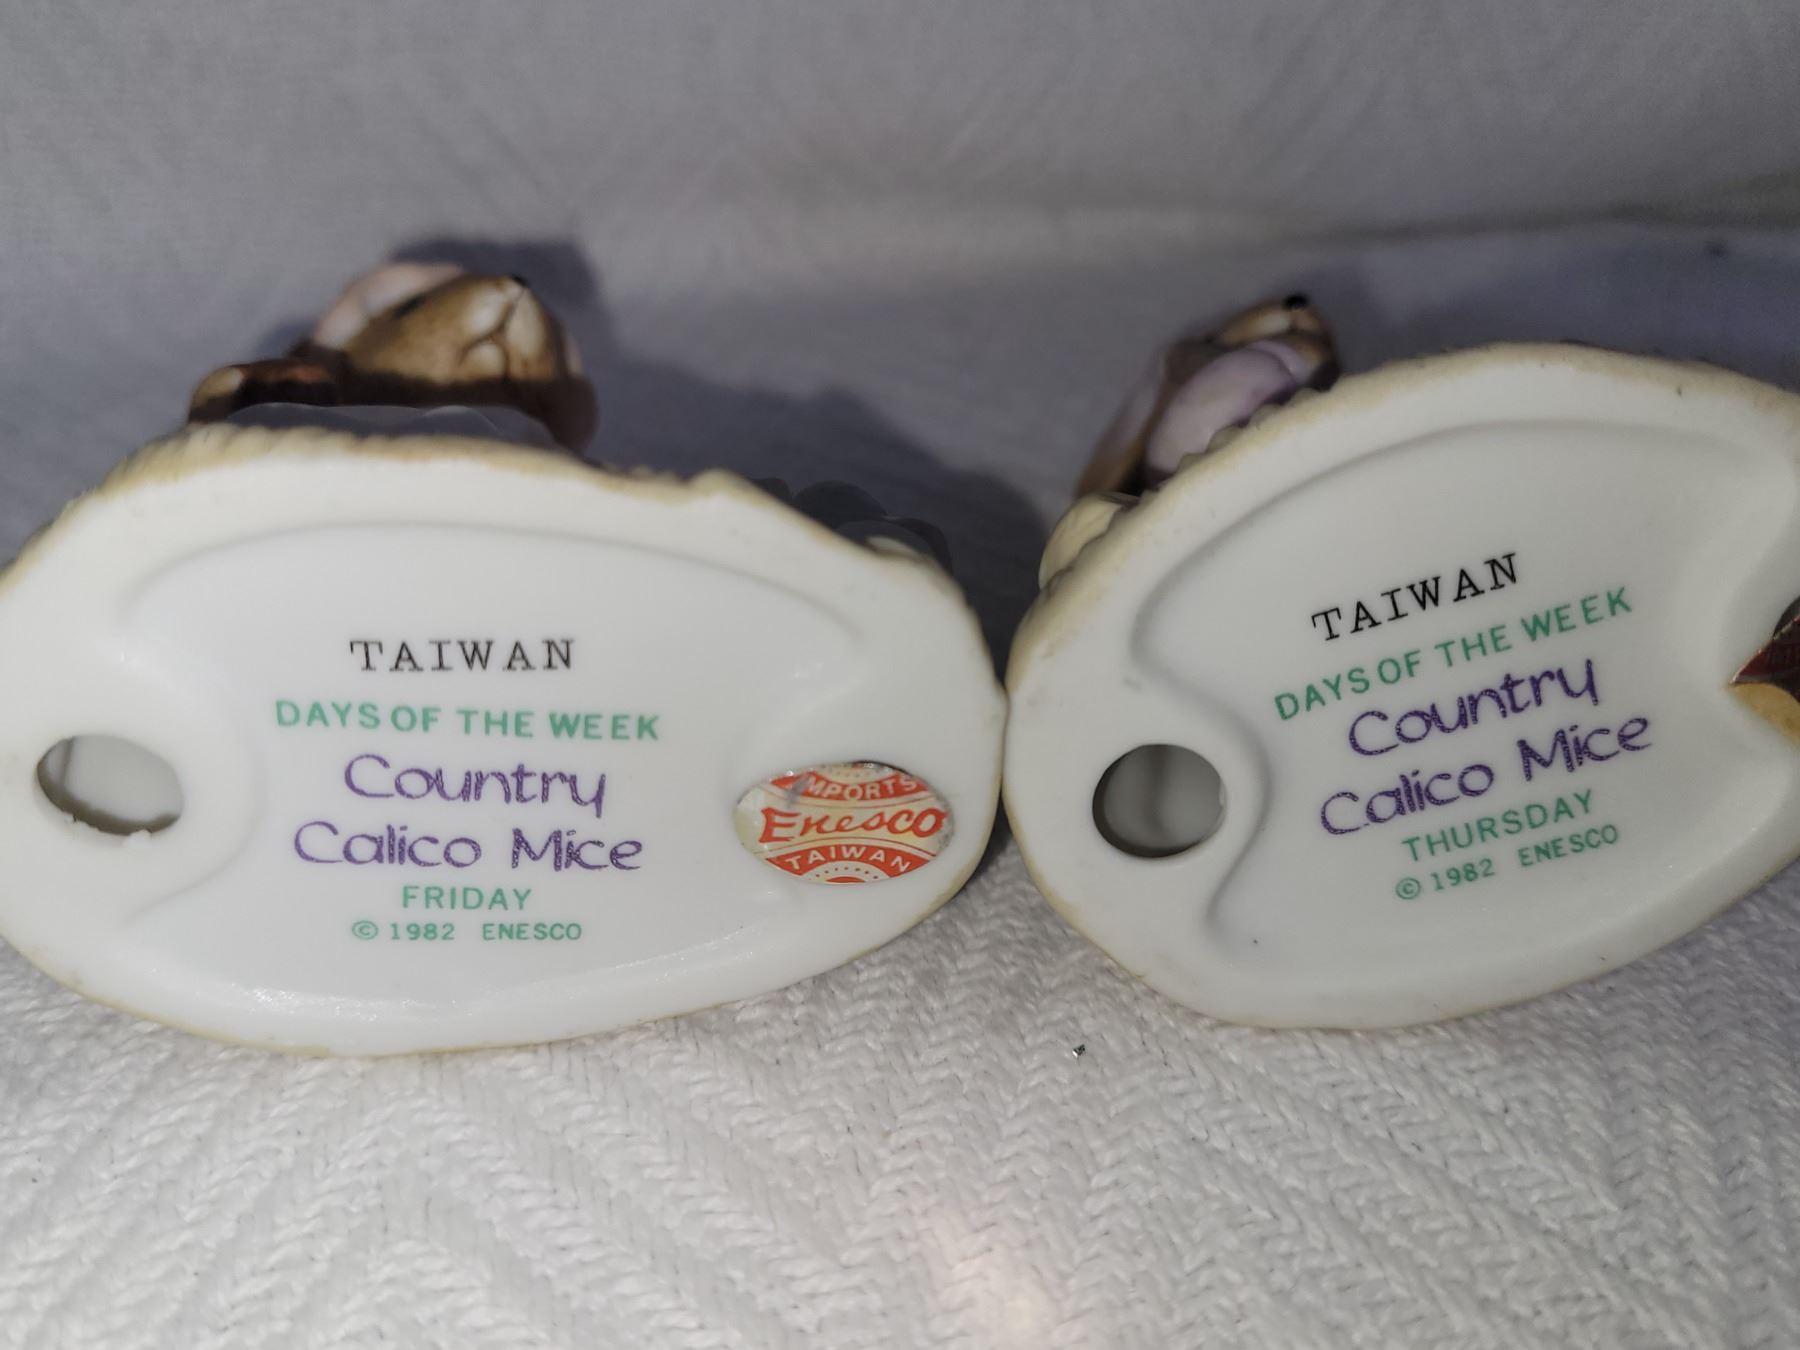 TAIWAN
DAYS OF THE WEEK
Country
Calico Mice
FRIDAY
© 1982 ENESCO
IMPORTS
Enesco
TAIWAN
TAIWAN
DAYS OF THE WEEK
Country
Calico Mice
THURSDAY
© 1982 ENESCO